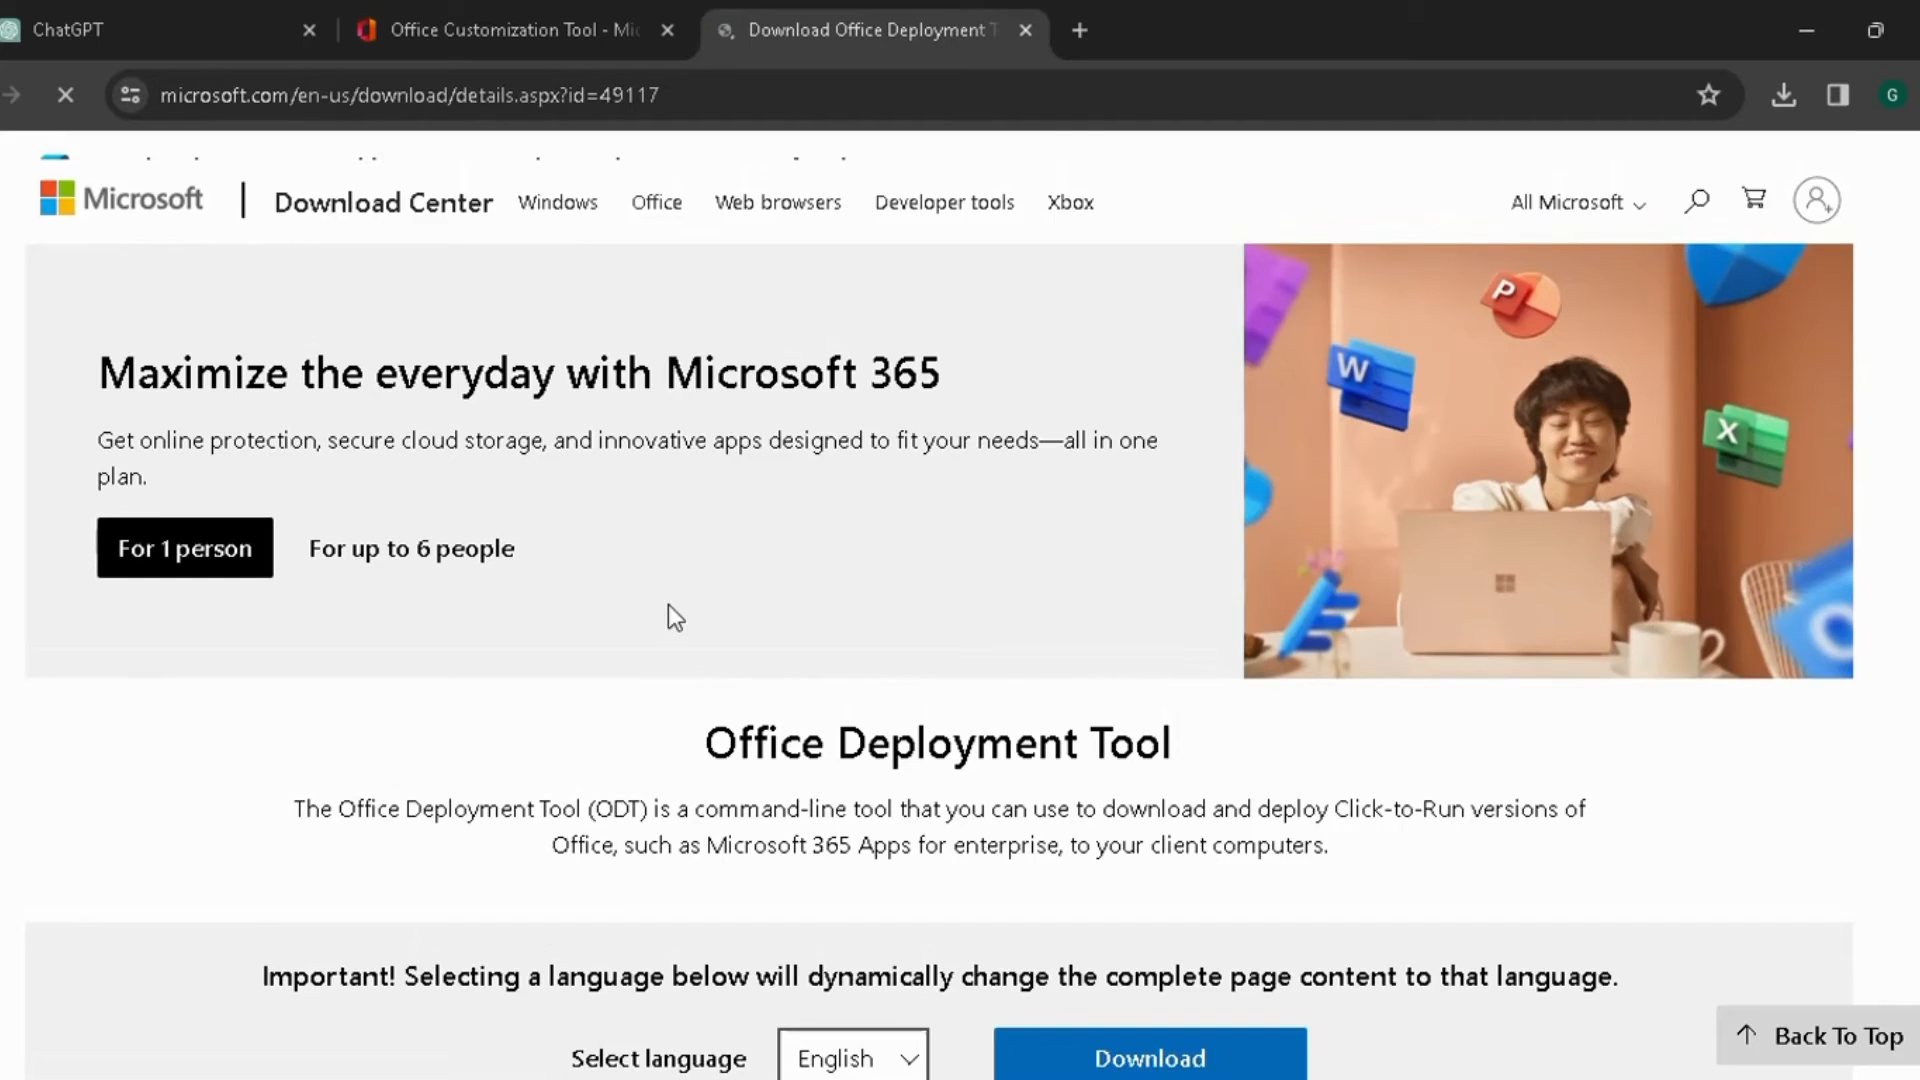 ChatGPT
Office Customization Tool - Mic
Download Office Deployment T
microsoft.com/en-us/download/details.aspx?id=49117
G
Microsoft
Download Center
Windows
Office
Web browsers
Developer tools
Xbox
All Microsoft
Maximize the everyday with Microsoft 365
Get online protection, secure cloud storage, and innovative apps designed to fit your needs—all in one
plan.
For 1 person
For up to 6 people
P
W
X
O
Office Deployment Tool
The Office Deployment Tool (ODT) is a command-line tool that you can use to download and deploy Click-to-Run versions of
Office, such as Microsoft 365 Apps for enterprise, to your client computers.
Important! Selecting a language below will dynamically change the complete page content to that language.
Back To Top
Select language
English
Download